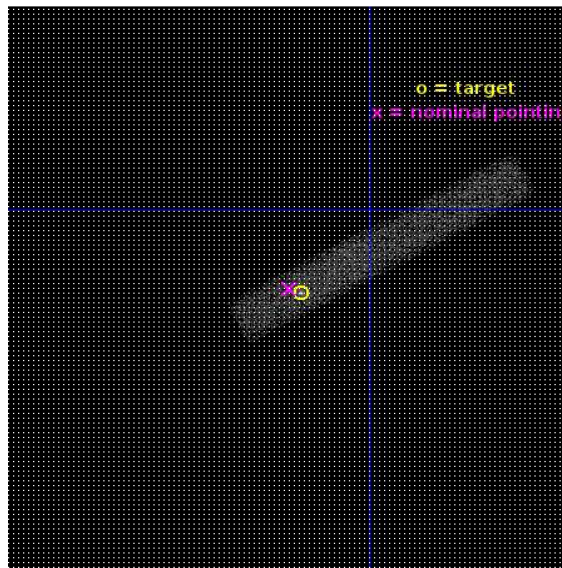 o = target
x = nominal pointin